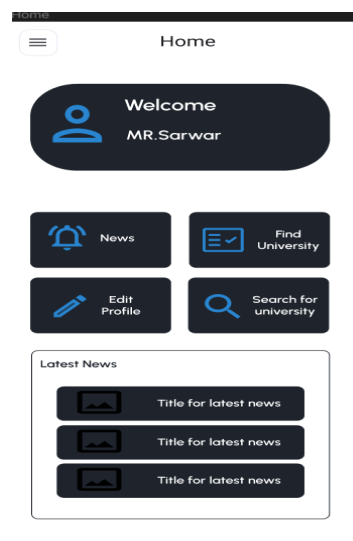 Home
Home
Welcome
MR.Sarwar
News
Find
University
Edit
Profile
Search for
university
Latest News
Title for latest news
Title for latest news
Title for latest news